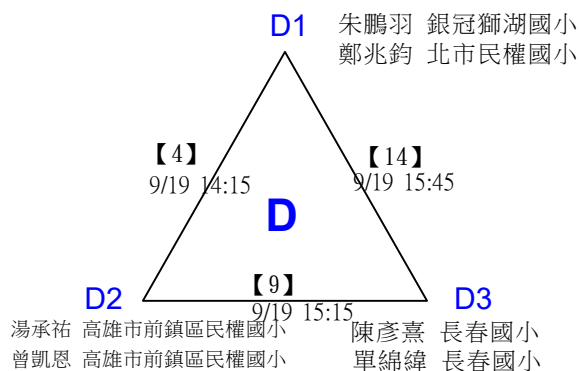 D1
朱鵬羽 銀冠獅湖國小
鄭兆鈞 北市民權國小
【4】
9/19 14:15
【14】
9/19 15:45
D
【9】
9/19 15:15
D2
湯承祐 高雄市前鎮區民權國小
曾凱恩 高雄市前鎮區民權國小
D3
陳彥熹 長春國小
單綿緯 長春國小